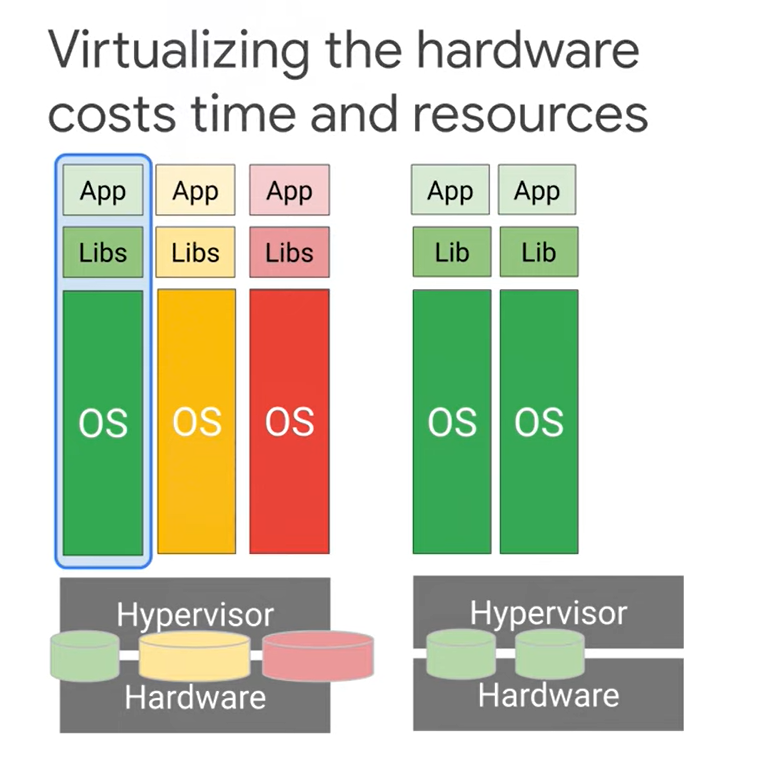 Virtualizing the hardware
costs time and resources
App App App App App
Libs Libs Libs Lib Lib
OS OS OS OS OS
Hypervisor Hypervisor
Hardware Hardware